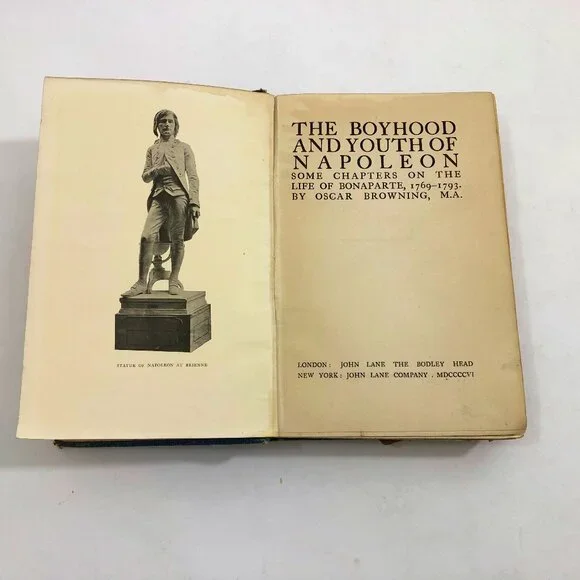 STATUE OF NAPOLEON AT BRIENNE
THE BOYHOOD
AND YOUTH OF
NAPOLEON
SOME CHAPTERS ON THE
LIFE OF BONAPARTE, 1769-1793.
BY OSCAR BROWNING, M.A.
LONDON: JOHN LANE THE BODLEY HEAD
NEW YORK: JOHN LANE COMPANY . MDCCCCVI